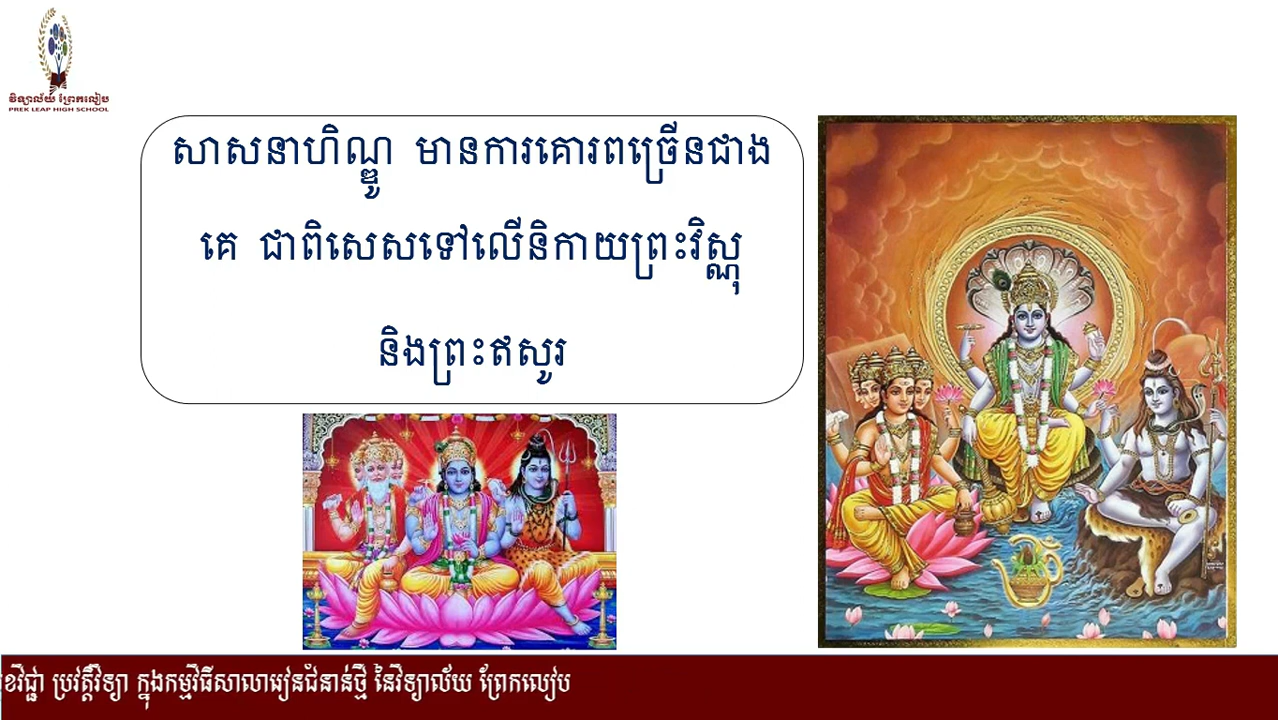 វិទ្យាល័យ ព្រែកលៀប
PREK LEAP HIGH SCHOOL
សាសនាហិណ្ឌូ មានការគោរពច្រើនជាង
គេ ជាពិសេសទៅលើនិកាយព្រះវិស្ណុ
និងព្រះឥសូរ
ខវិជ្ជា ប្រវត្តិវិទ្យា ក្នុងកម្មវិធីសាលារៀនជំនាន់ថ្មី នៃវិទ្យាល័យ ព្រែកលៀប